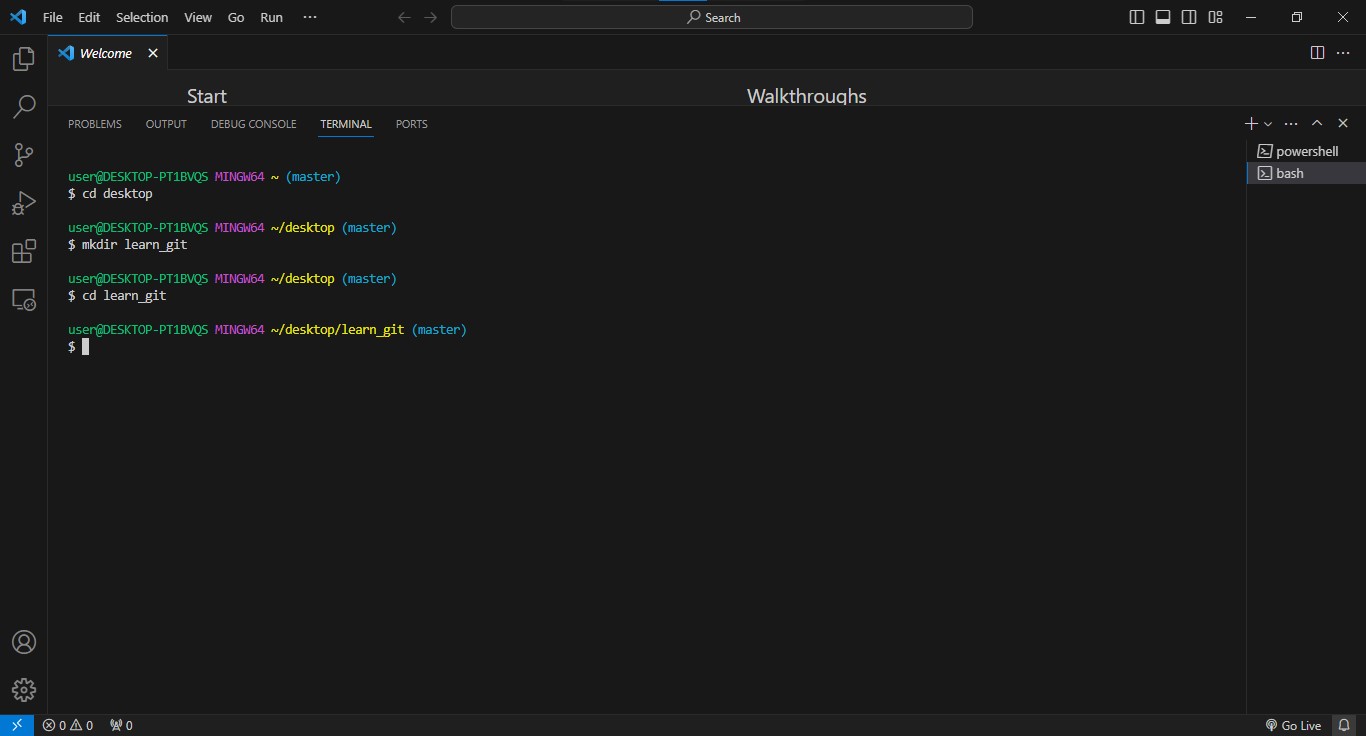 File Edit Selection View Go Run ···
Search
Welcome
Start
Walkthroughs
PROBLEMS OUTPUT DEBUG CONSOLE TERMINAL PORTS
powershell
bash
user@DESKTOP-PT1BVQS MINGW64 ~ (master)
$ cd desktop
user@DESKTOP-PT1BVQS MINGW64 ~/desktop (master)
$ mkdir learn_git
user@DESKTOP-PT1BVQS MINGW64 ~/desktop (master)
$ cd learn_git
user@DESKTOP-PT1BVQS MINGW64 ~/desktop/learn_git (master)
$
0 0 0
Go Live